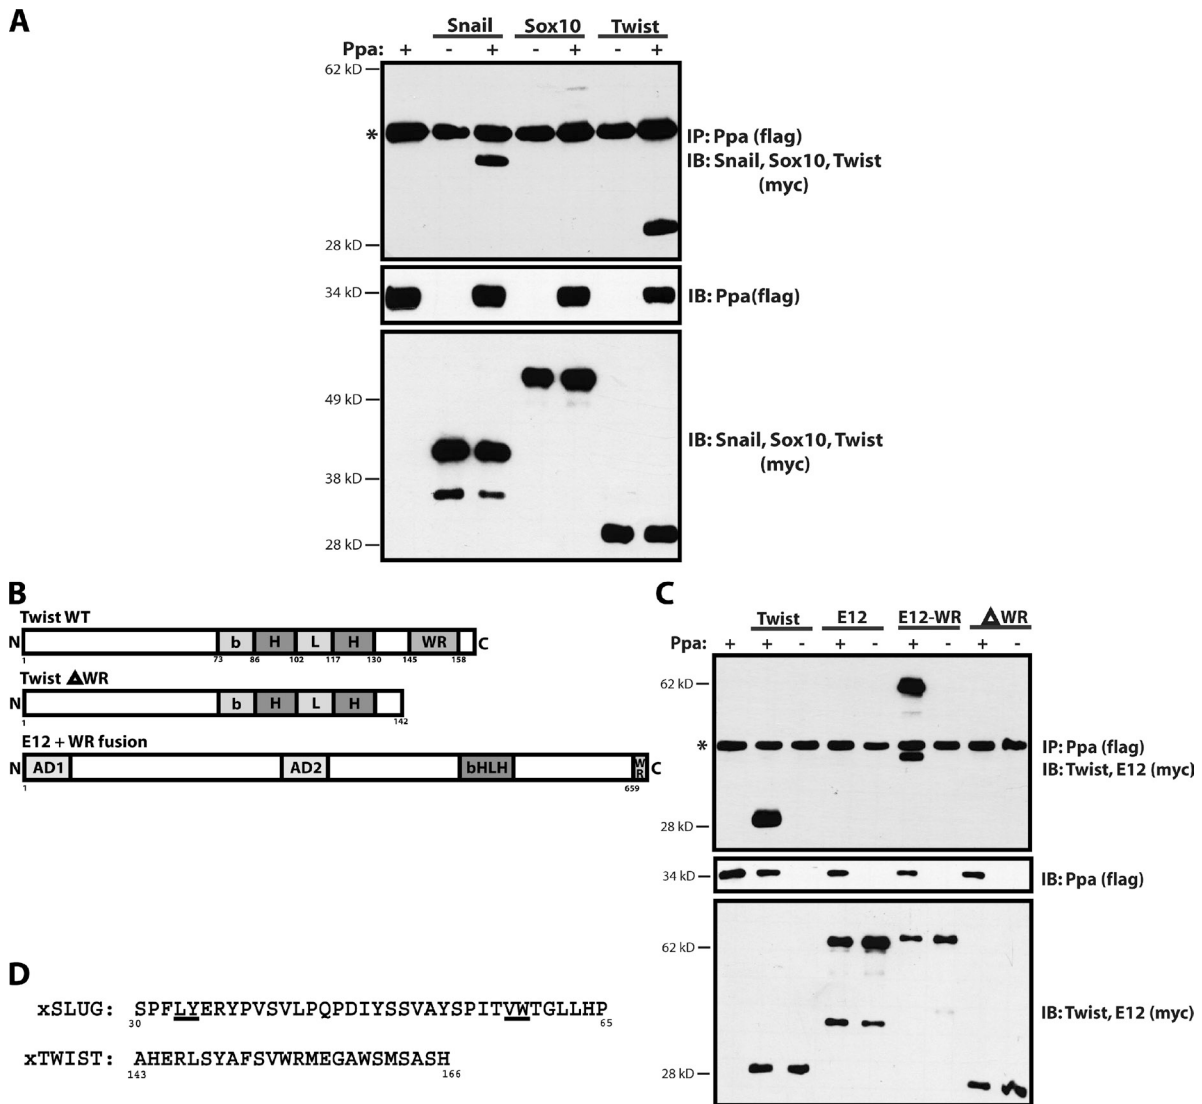 A
Snail Sox10 Twist
Ppa: + - + - + - +
62 kD
*
IP: Ppa (flag)
IB: Snail, Sox10, Twist
(myc)
28 kD
34 kD
IB: Ppa(flag)
49 kD
IB: Snail, Sox10, Twist
(myc)
38 kD
28 kD
B
Twist WT
N b H L H WR C
1 73 86 102 117 130 145 158
Twist ΔWR
N b H L H
1 142
E12 + WR fusion
N AD1 AD2 bHLH WR C
1 659
C
Twist E12 E12-WR ΔWR
Ppa: + + - + - + - + -
62 kD
*
IP: Ppa (flag)
IB: Twist, E12 (myc)
28 kD
34 kD
IB: Ppa (flag)
62 kD
IB: Twist, E12 (myc)
28 kD
D
xSLUG: SPFLYERYPVSVLPQPDIYSSVAYSPITVWTGLLHP
30 65
xTWIST: AHERLSYAFSVWRMEGAWSMSASH
143 166